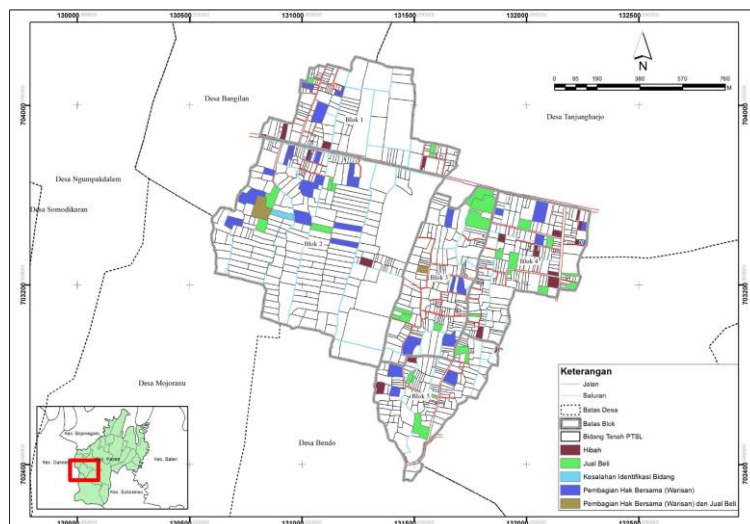 130000 130500 131000 131500 132000 132500
N
0 95 190 380 570 760
M
704000 704000
Desa Bangilan
Blok 1
Desa Tanjungharjo
Desa Ngumpakdalem
Desa Somodikaran
Blok 2
Blok 4
Blok 3
703200 703200
Desa Mojoranu
Blok 5
Desa Bendo
Keterangan
Jalan
Saluran
Batas Desa
Batas Blok
Bidang Tanah PTSL
Hibah
Jual Beli
Kesalahan Identifikasi Bidang
Pembagian Hak Bersama (Warisan)
Pembagian Hak Bersama (Warisan) dan Jual Beli
Kec. Bojonegoro
Kec. Dander
Kec. Kapas
Kec. Balen
Kec. Sukosewu
702400 702400
130000 130500 131000 131500 132000 132500